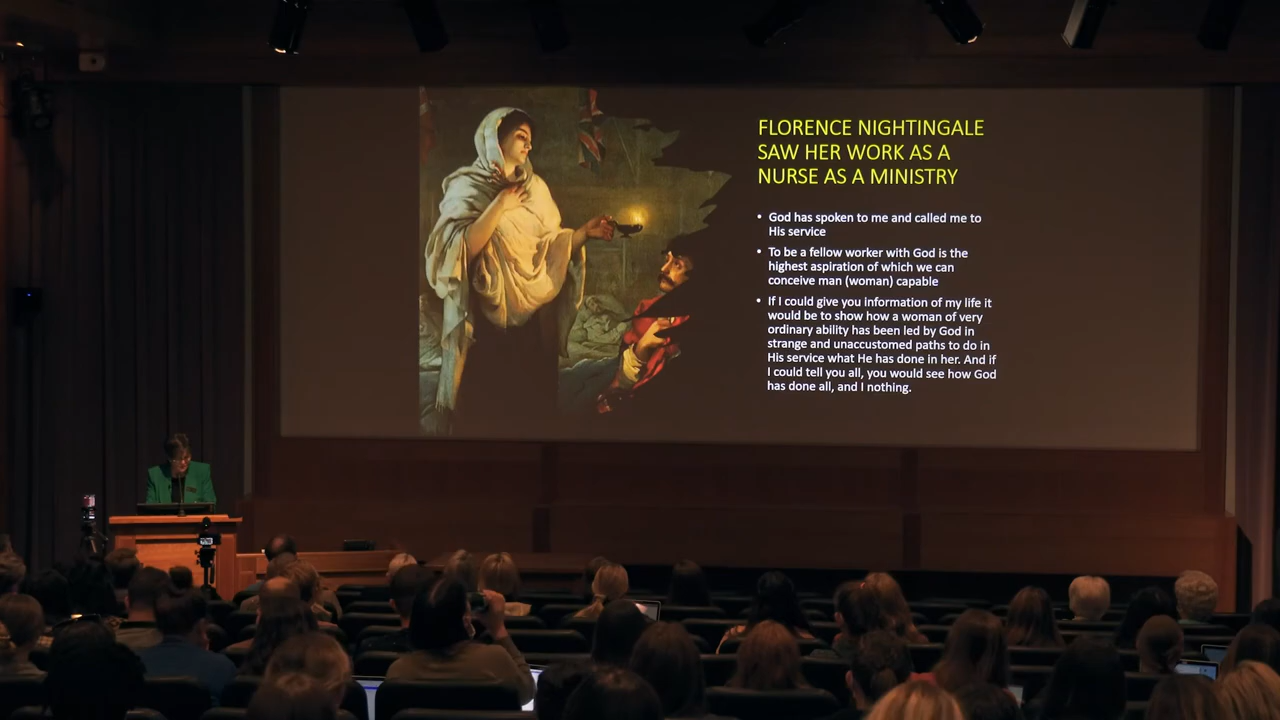 FLORENCE NIGHTINGALE
SAW HER WORK AS A
NURSE AS A MINISTRY
• God has spoken to me and called me to
His service
• To be a fellow worker with God is the
highest aspiration of which we can
conceive man (woman) capable
• If I could give you information of my life it
would be to show how a woman of very
ordinary ability has been led by God in
strange and unaccustomed paths to do in
His service what He has done in her. And if
I could tell you all, you would see how God
has done all, and I nothing.